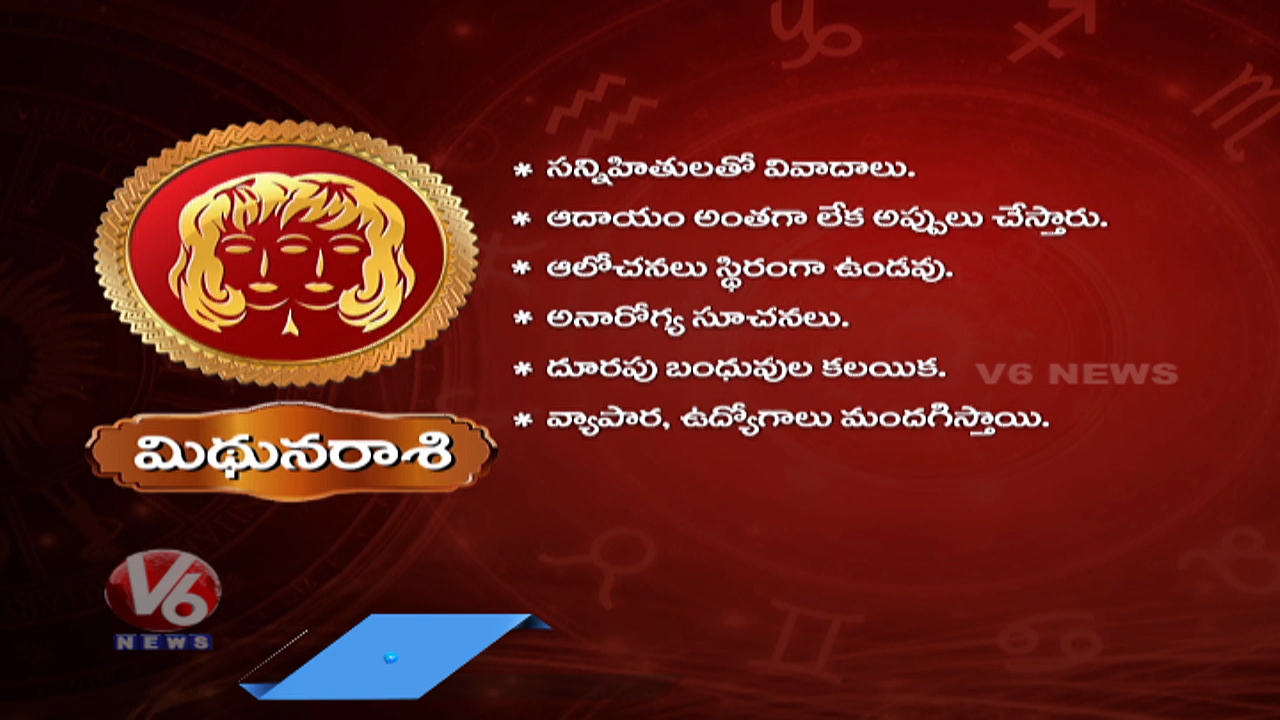 * సన్నిహితులతో వివాదాలు.
* ఆదాయం అంతగా లేక అప్పులు చేస్తారు.
* ఆలోచనలు స్థిరంగా ఉండవు.
* అనారోగ్య సూచనలు.
* దూరపు బంధువుల కలయిక.
V6 NEWS
* వ్యాపార, ఉద్యోగాలు మందగిస్తాయి.
మిథునరాశి
V6
NEWS